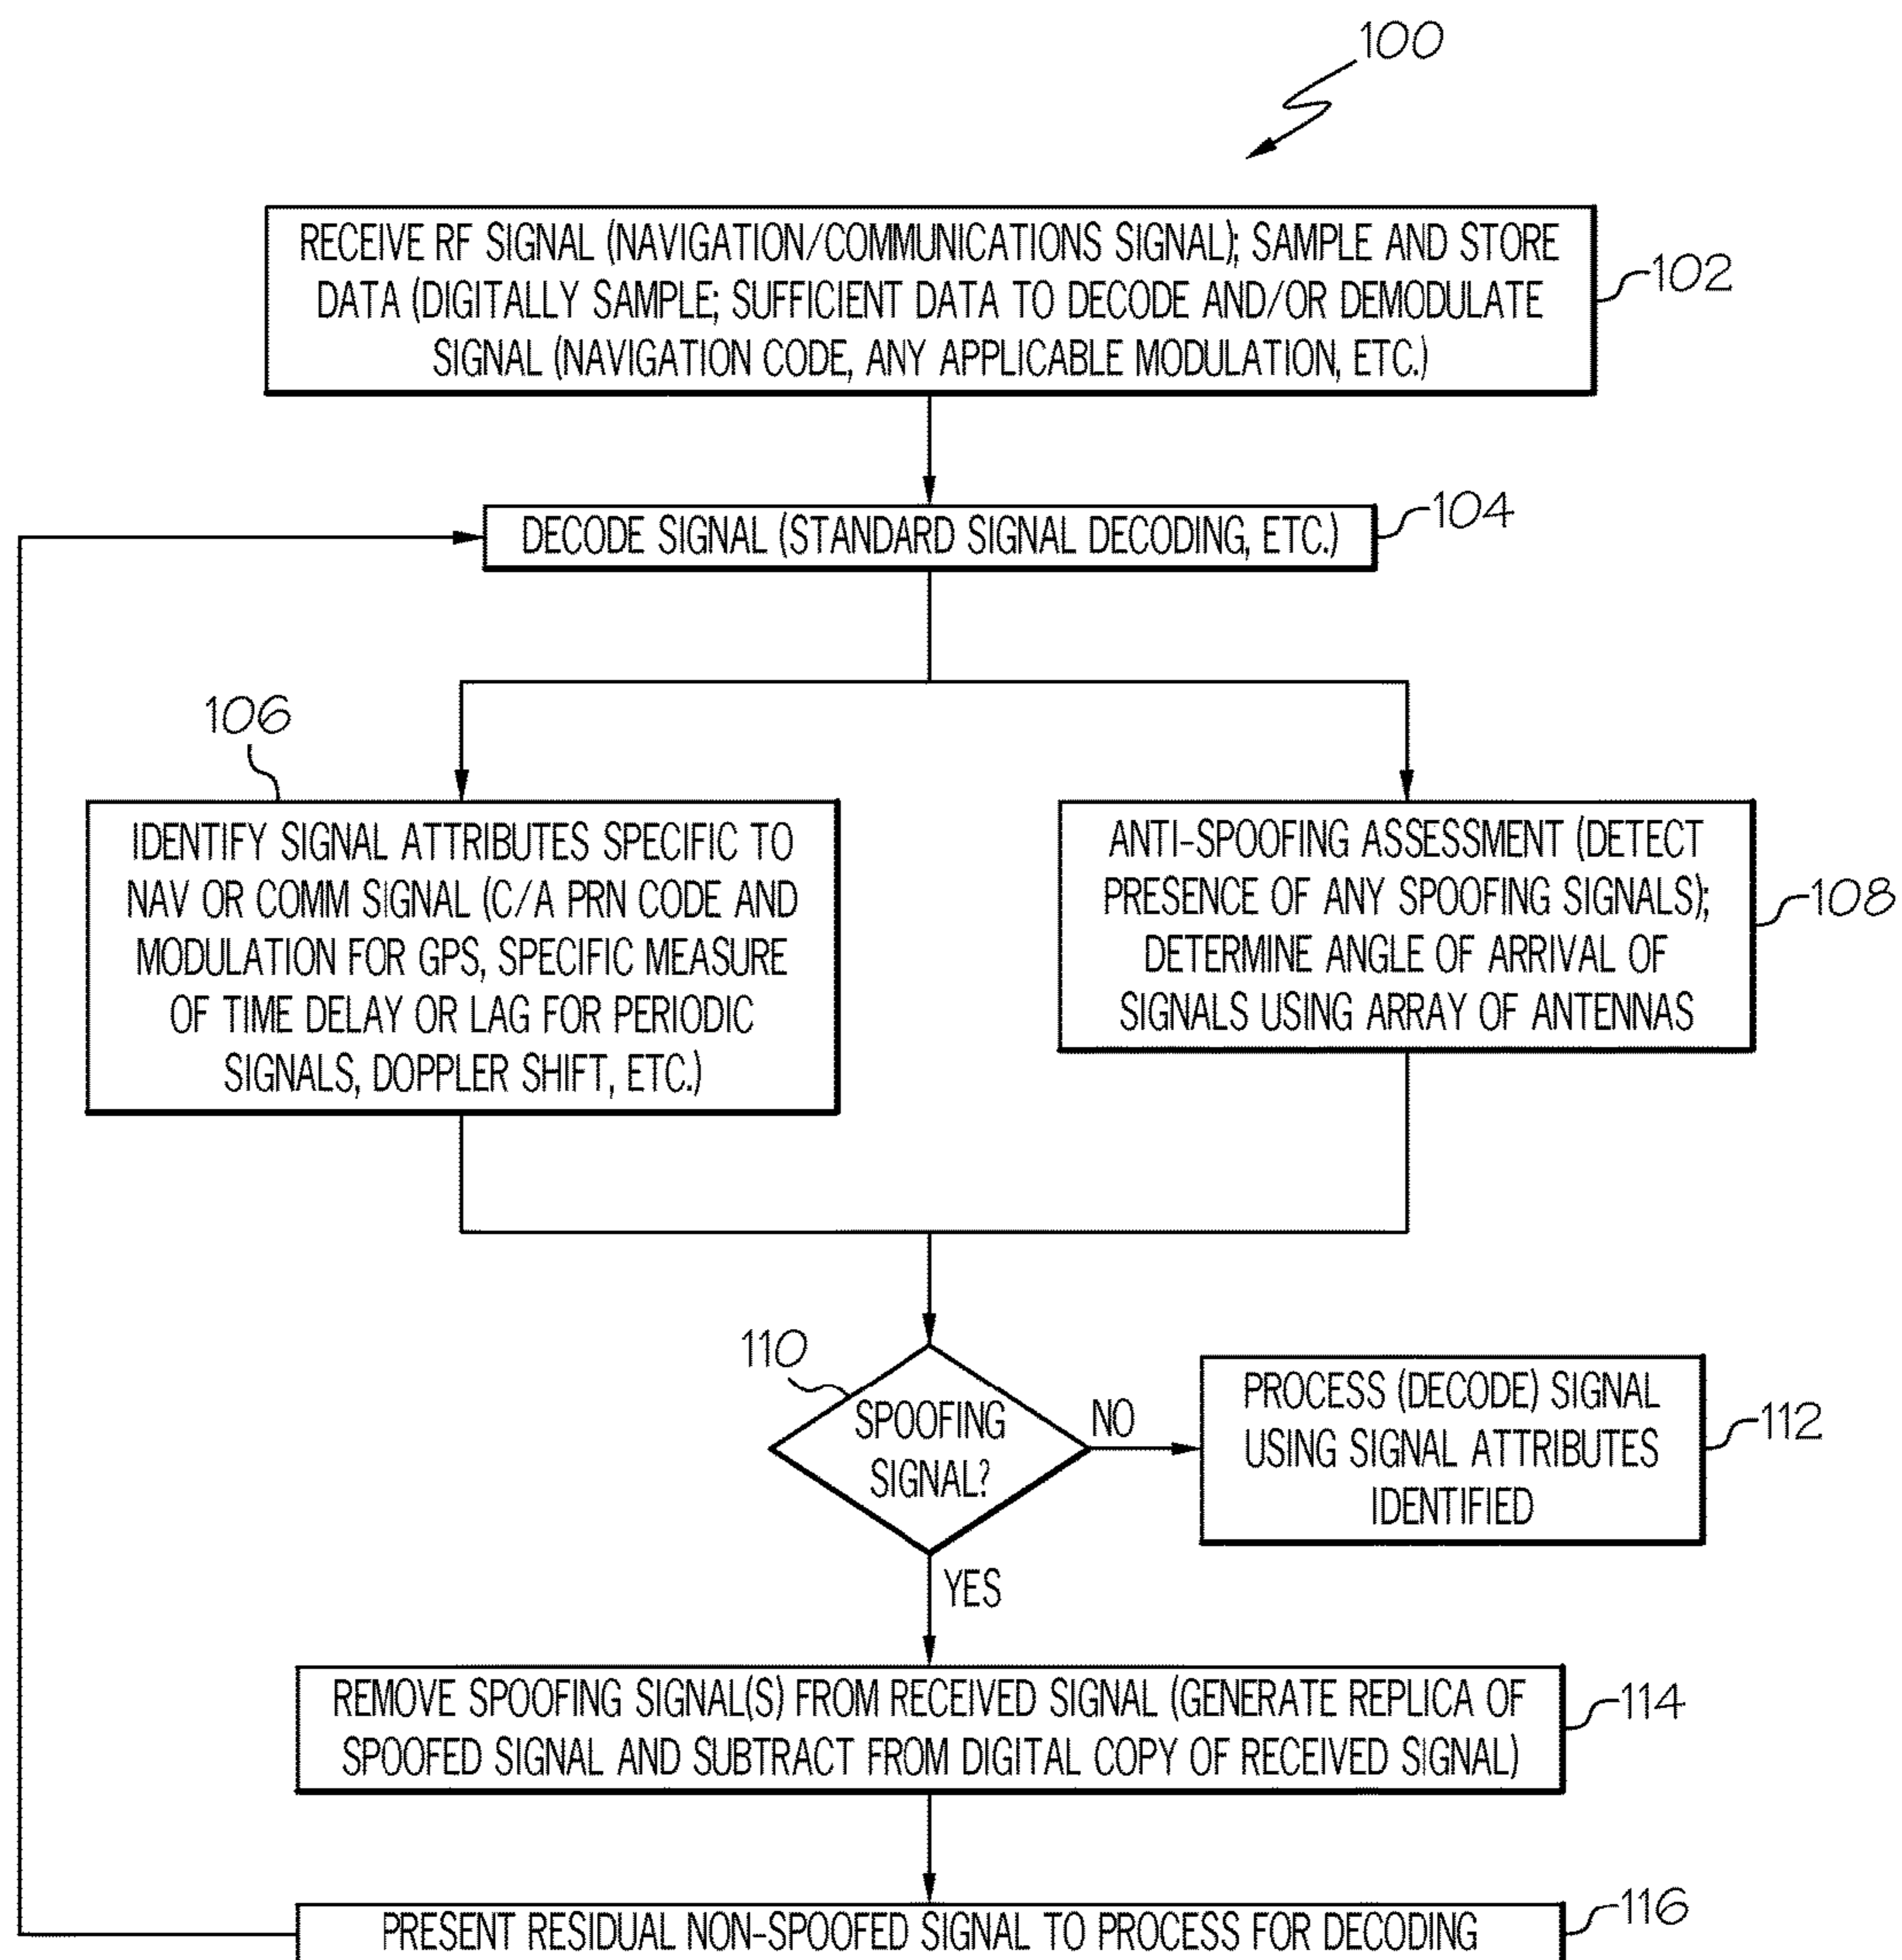 100
RECEIVE RF SIGNAL (NAVIGATION/COMMUNICATIONS SIGNAL); SAMPLE AND STORE
DATA (DIGITALLY SAMPLE; SUFFICIENT DATA TO DECODE AND/OR DEMODULATE
SIGNAL (NAVIGATION CODE, ANY APPLICABLE MODULATION, ETC.)
102
DECODE SIGNAL (STANDARD SIGNAL DECODING, ETC.)
104
106
IDENTIFY SIGNAL ATTRIBUTES SPECIFIC TO
NAV OR COMM SIGNAL (C/A PRN CODE AND
MODULATION FOR GPS, SPECIFIC MEASURE
OF TIME DELAY OR LAG FOR PERIODIC
SIGNALS, DOPPLER SHIFT, ETC.)
ANTI-SPOOFING ASSESSMENT (DETECT
PRESENCE OF ANY SPOOFING SIGNALS);
DETERMINE ANGLE OF ARRIVAL OF
SIGNALS USING ARRAY OF ANTENNAS
108
110
SPOOFING
SIGNAL?
NO
PROCESS (DECODE) SIGNAL
USING SIGNAL ATTRIBUTES
IDENTIFIED
112
YES
REMOVE SPOOFING SIGNAL(S) FROM RECEIVED SIGNAL (GENERATE REPLICA OF
SPOOFED SIGNAL AND SUBTRACT FROM DIGITAL COPY OF RECEIVED SIGNAL)
114
PRESENT RESIDUAL NON-SPOOFED SIGNAL TO PROCESS FOR DECODING
116